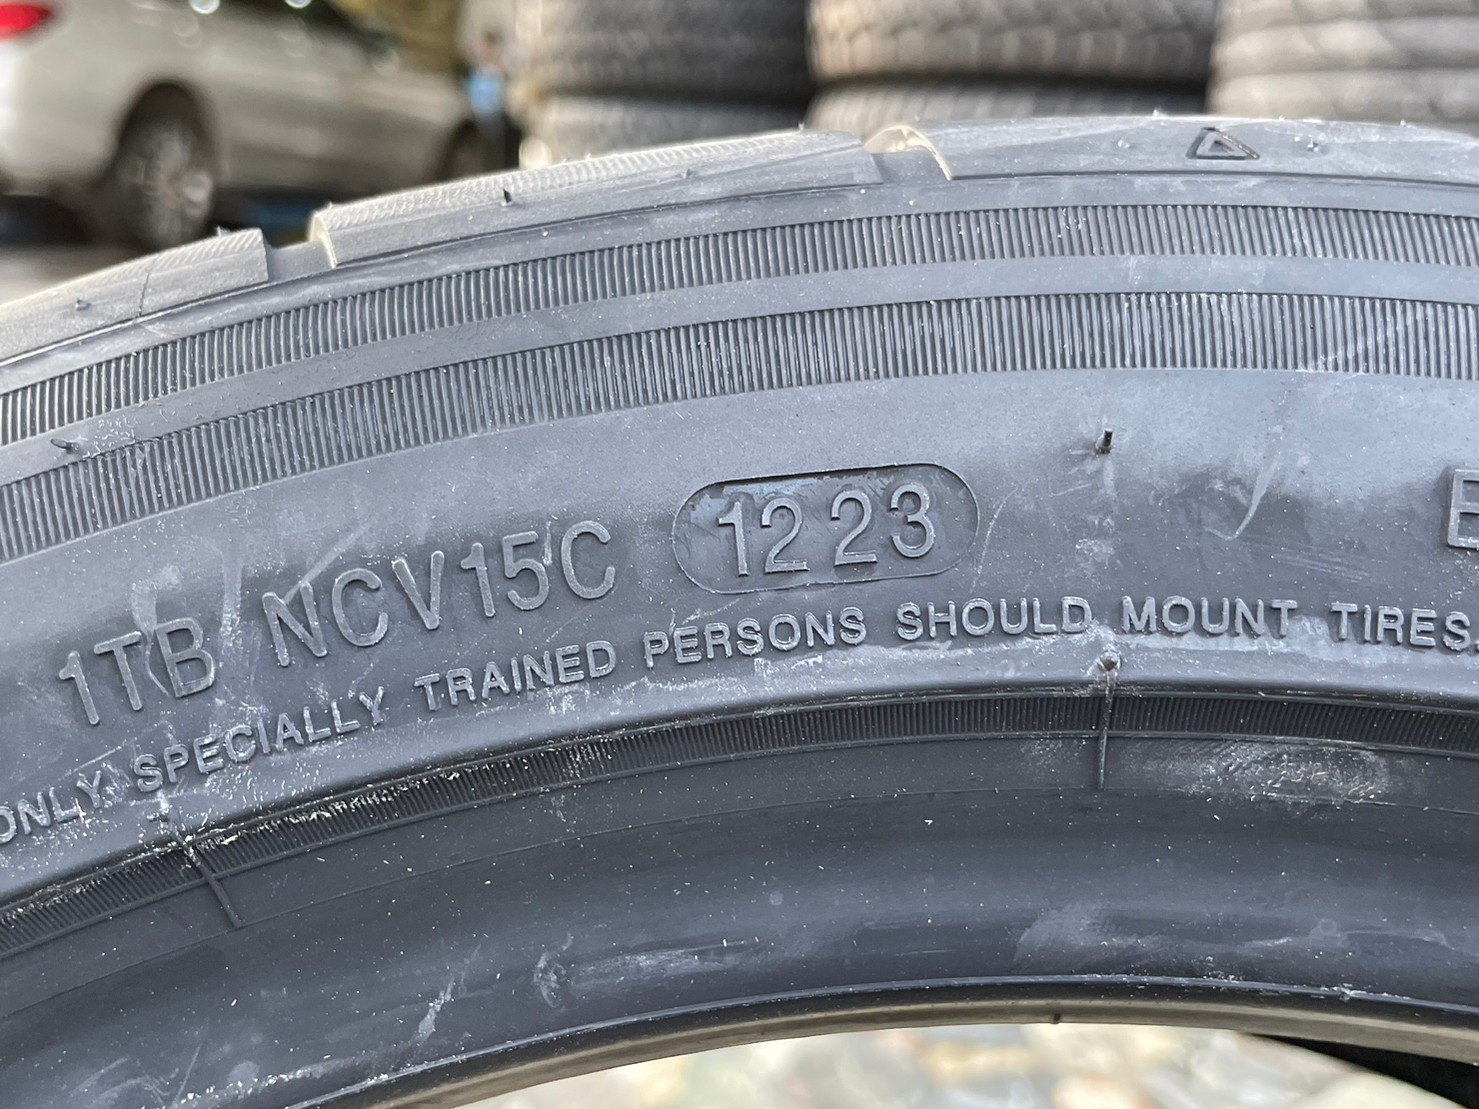 1TB NCV15C 1223
ONLY SPECIALLY TRAINED PERSONS SHOULD MOUNT TIRES.